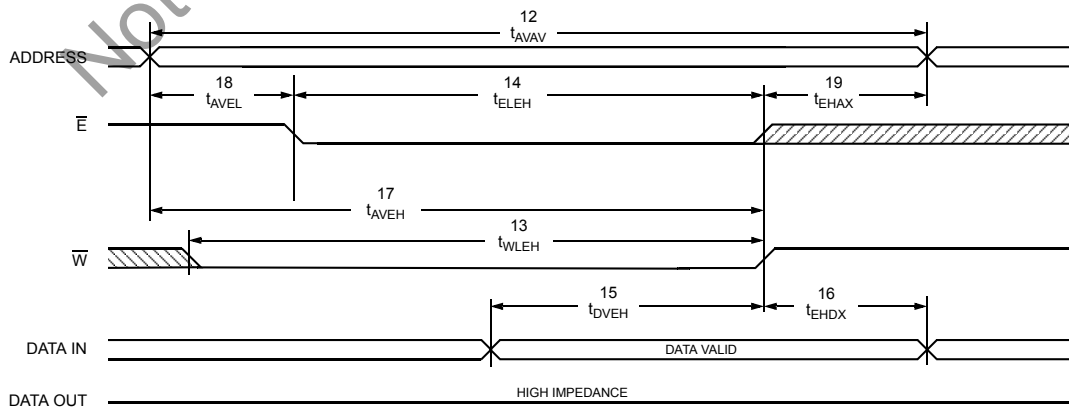 Not
12
tAVAV
ADDRESS
18
tAVEL
14
tELEH
19
tEHAX
E
17
tAVEH
13
tWLEH
W
15
tDVEH
16
tEHDX
DATA IN
DATA VALID
DATA OUT
HIGH IMPEDANCE